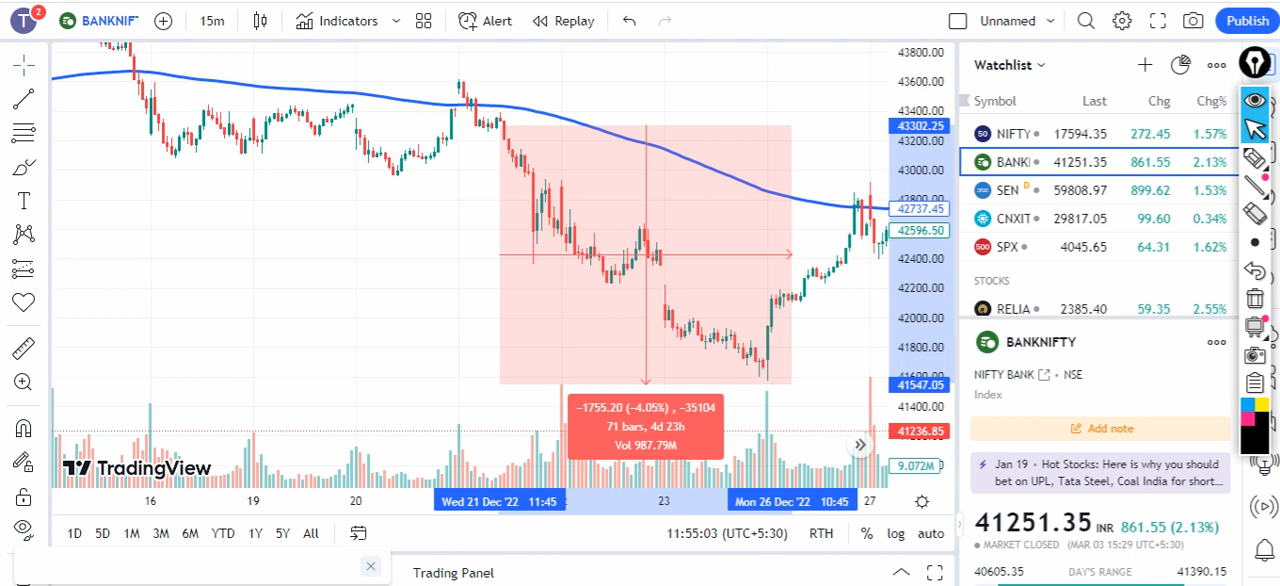 T 2 BANKNIF 15m Indicators Alert Replay Unnamed Publish
43800.00
43600.00
43400.00
43302.25
43200.00
43000.00
42800.00
42737.45
42596.50
42400.00
42200.00
42000.00
41800.00
41600.00
41547.05
41400.00
41236.85
9.072M
−1755.20 (−4.05%) , −35104
71 bars, 4d 23h
Vol 987.79M
TradingView
16 19 20 Wed 21 Dec '22 11:45 23 Mon 26 Dec '22 10:45 27
1D 5D 1M 3M 6M YTD 1Y 5Y All 11:55:03 (UTC+5:30) RTH % log auto
Trading Panel
Watchlist
Symbol Last Chg Chg%
50 NIFTY 17594.35 272.45 1.57%
BANKI 41251.35 861.55 2.13%
SEN D 59808.97 899.62 1.53%
CNXIT 29817.05 99.60 0.34%
500 SPX 4045.65 64.31 1.62%
STOCKS
RELIA 2385.40 59.35 2.55%
BANKNIFTY
NIFTY BANK • NSE
Index
Add note
Jan 19 • Hot Stocks: Here is why you should
bet on UPL, Tata Steel, Coal India for short...
41251.35 INR 861.55 (2.13%)
MARKET CLOSED (MAR 03 15:29 UTC+5:30)
40605.35 DAY'S RANGE 41390.15